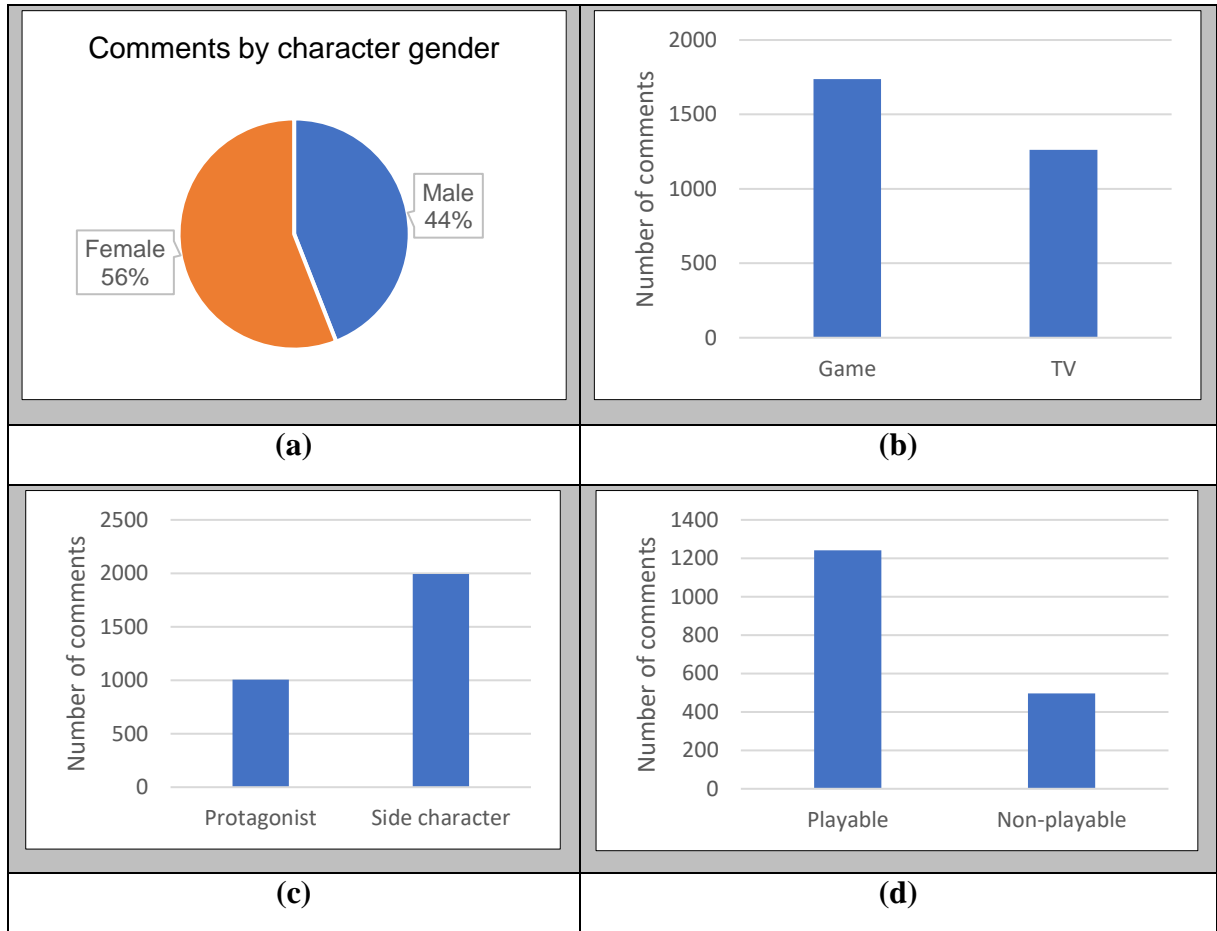 Comments by character gender
Male
44%
Female
56%
(a)
Number of comments
2000
1500
1000
500
0
Game TV
(b)
Number of comments
2500
2000
1500
1000
500
0
Protagonist Side character
(c)
Number of comments
1400
1200
1000
800
600
400
200
0
Playable Non-playable
(d)